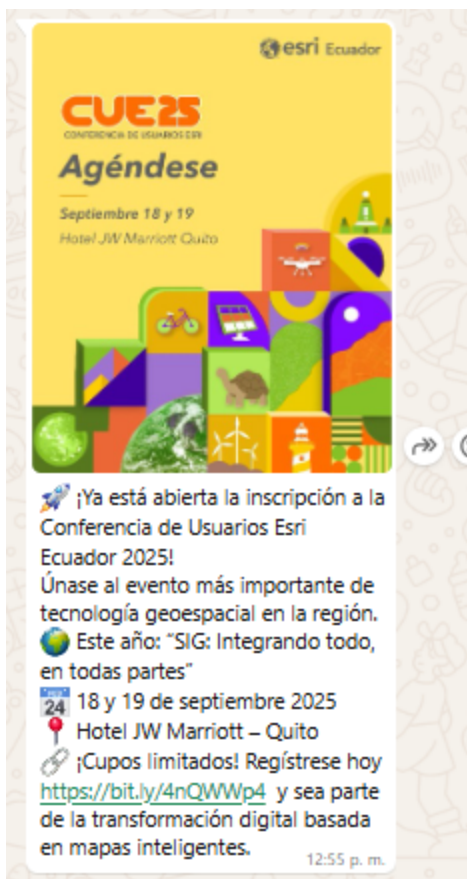 esri Ecuador
CUE25
CONFERENCIA DE USUARIOS ESRI
Agéndese
Septiembre 18 y 19
Hotel JW Marriott Quito
🚀 ¡Ya está abierta la inscripción a la
Conferencia de Usuarios Esri
Ecuador 2025!
Únase al evento más importante de
tecnología geoespacial en la región.
🌍 Este año: “SIG: Integrando todo,
en todas partes”
📅 18 y 19 de septiembre 2025
📍 Hotel JW Marriott – Quito
🔗 ¡Cupos limitados! Regístrese hoy
https://bit.ly/4nQWWp4 y sea parte
de la transformación digital basada
en mapas inteligentes.
12:55 p. m.